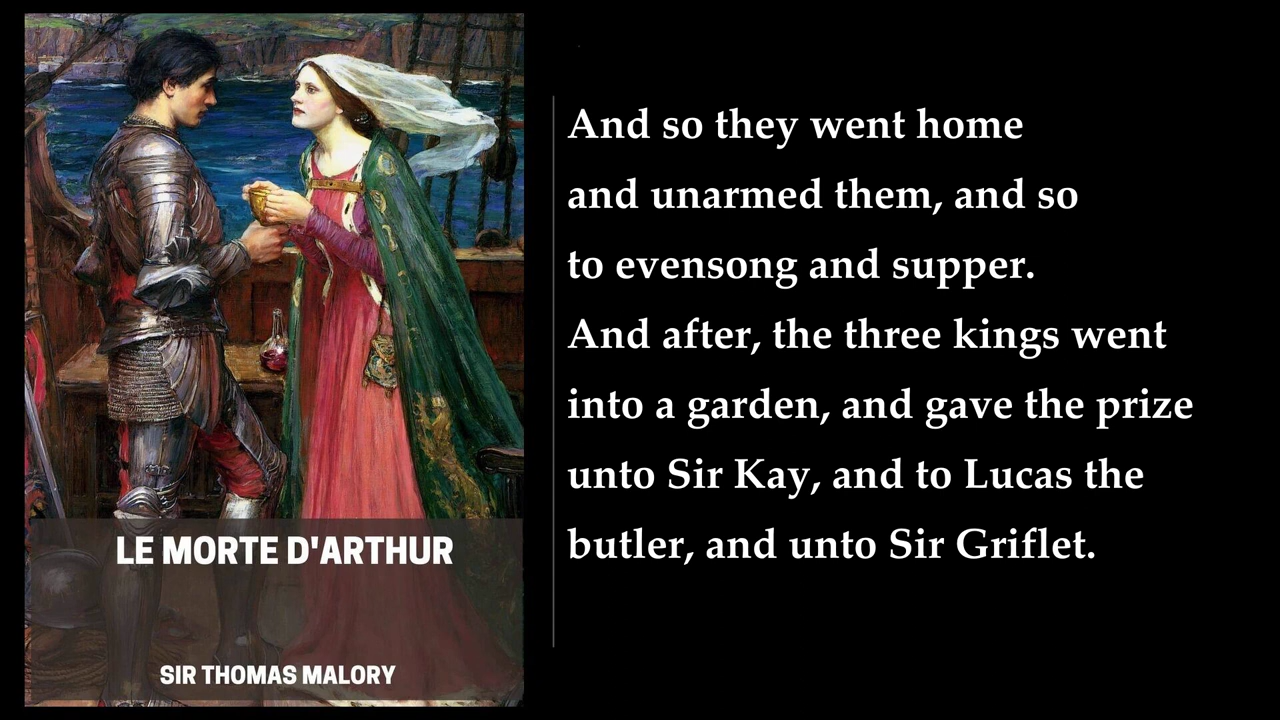 LE MORTE D'ARTHUR
SIR THOMAS MALORY
And so they went home
and unarmed them, and so
to evensong and supper.
And after, the three kings went
into a garden, and gave the prize
unto Sir Kay, and to Lucas the
butler, and unto Sir Griflet.